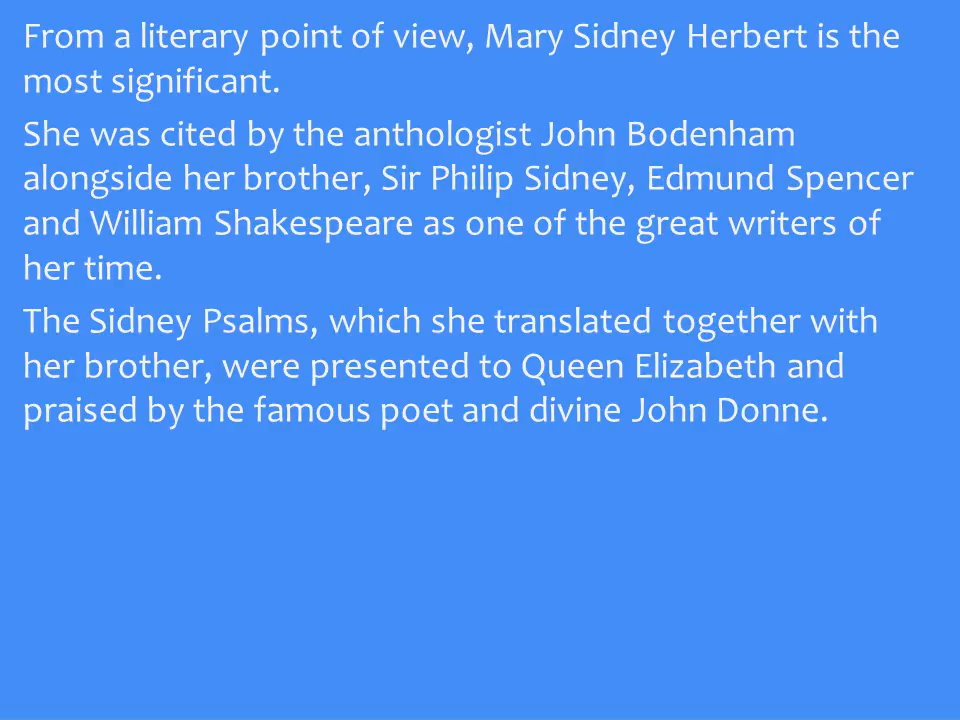 From a literary point of view, Mary Sidney Herbert is the
most significant.
She was cited by the anthologist John Bodenham
alongside her brother, Sir Philip Sidney, Edmund Spencer
and William Shakespeare as one of the great writers of
her time.
The Sidney Psalms, which she translated together with
her brother, were presented to Queen Elizabeth and
praised by the famous poet and divine John Donne.